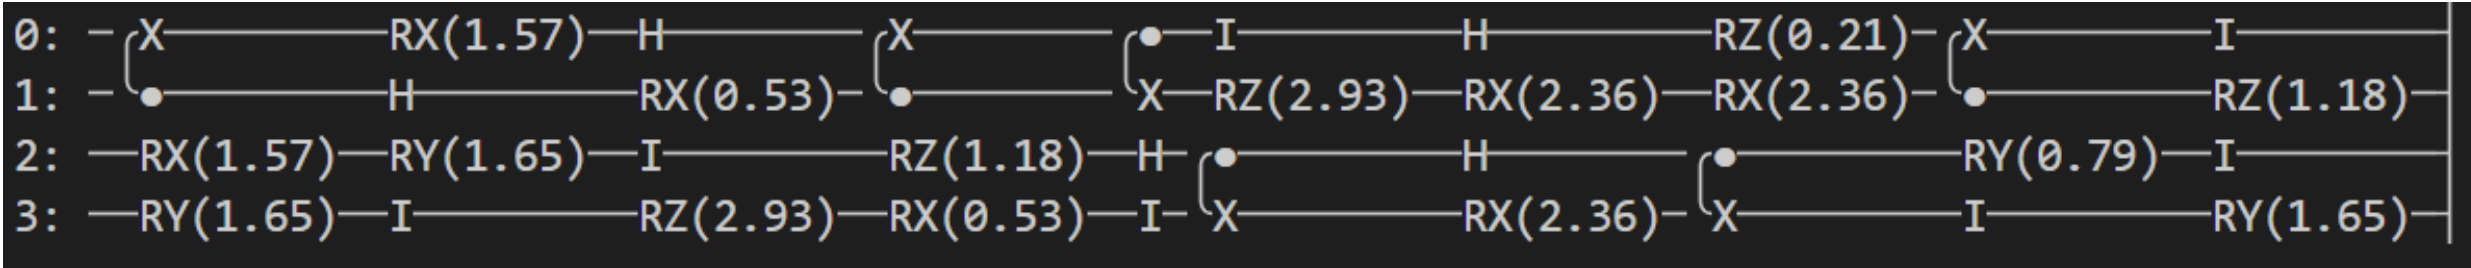 0: ─╭X─────────RX(1.57)──H────────╭X────────╭●──I─────────H─────────RZ(0.21)─╭X─────────I────────┤
1: ─╰●─────────H─────────RX(0.53)─╰●────────╰X──RZ(2.93)──RX(2.36)──RX(2.36)─╰●─────────RZ(1.18)─┤
2: ──RX(1.57)──RY(1.65)──I─────────RZ(1.18)──H─╭●─────────H────────╭●─────────RY(0.79)──I────────┤
3: ──RY(1.65)──I─────────RZ(2.93)──RX(0.53)──I─╰X─────────RX(2.36)─╰X─────────I─────────RY(1.65)─┤